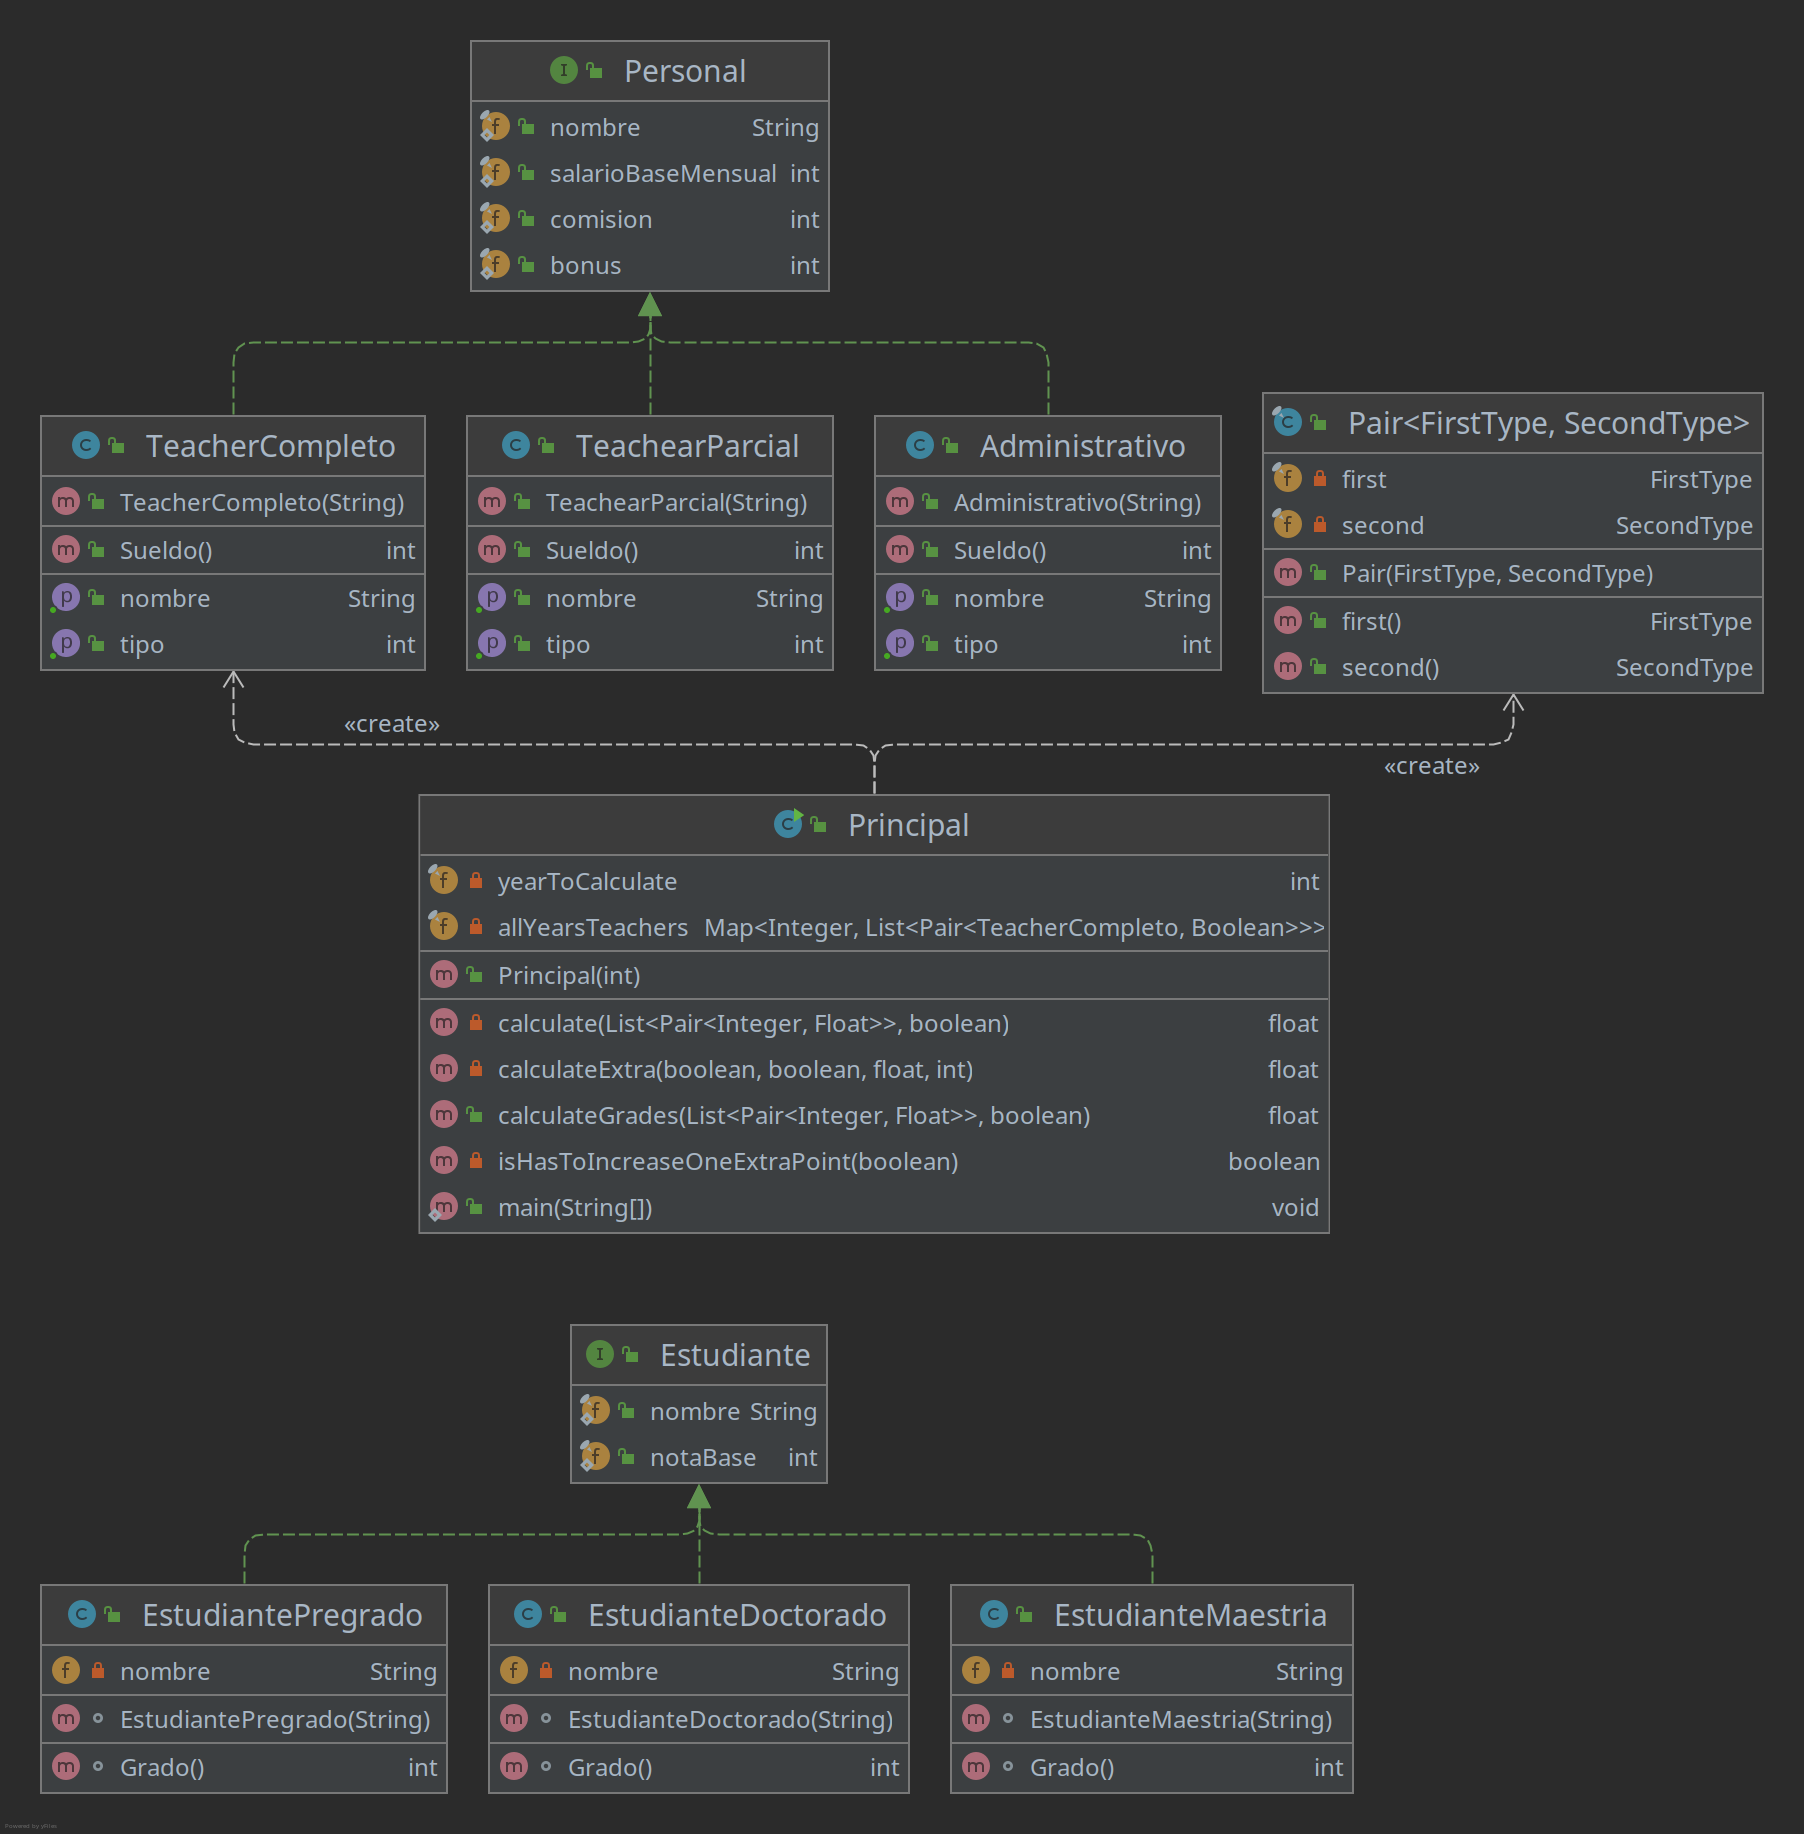 Personal
nombre String
salarioBaseMensual int
comision int
bonus int
TeacherCompleto
TeacherCompleto(String)
Sueldo() int
nombre String
tipo int
TeachearParcial
TeachearParcial(String)
Sueldo() int
nombre String
tipo int
Administrativo
Administrativo(String)
Sueldo() int
nombre String
tipo int
Pair<FirstType, SecondType>
first FirstType
second SecondType
Pair(FirstType, SecondType)
first() FirstType
second() SecondType
«create»
«create»
Principal
yearToCalculate int
allYearsTeachers Map<Integer, List<Pair<TeacherCompleto, Boolean>>>
Principal(int)
calculate(List<Pair<Integer, Float>>, boolean) float
calculateExtra(boolean, boolean, float, int) float
calculateGrades(List<Pair<Integer, Float>>, boolean) float
isHasToIncreaseOneExtraPoint(boolean) boolean
main(String[]) void
Estudiante
nombre String
notaBase int
EstudiantePregrado
nombre String
EstudiantePregrado(String)
Grado() int
EstudianteDoctorado
nombre String
EstudianteDoctorado(String)
Grado() int
EstudianteMaestria
nombre String
EstudianteMaestria(String)
Grado() int
Powered by yFiles